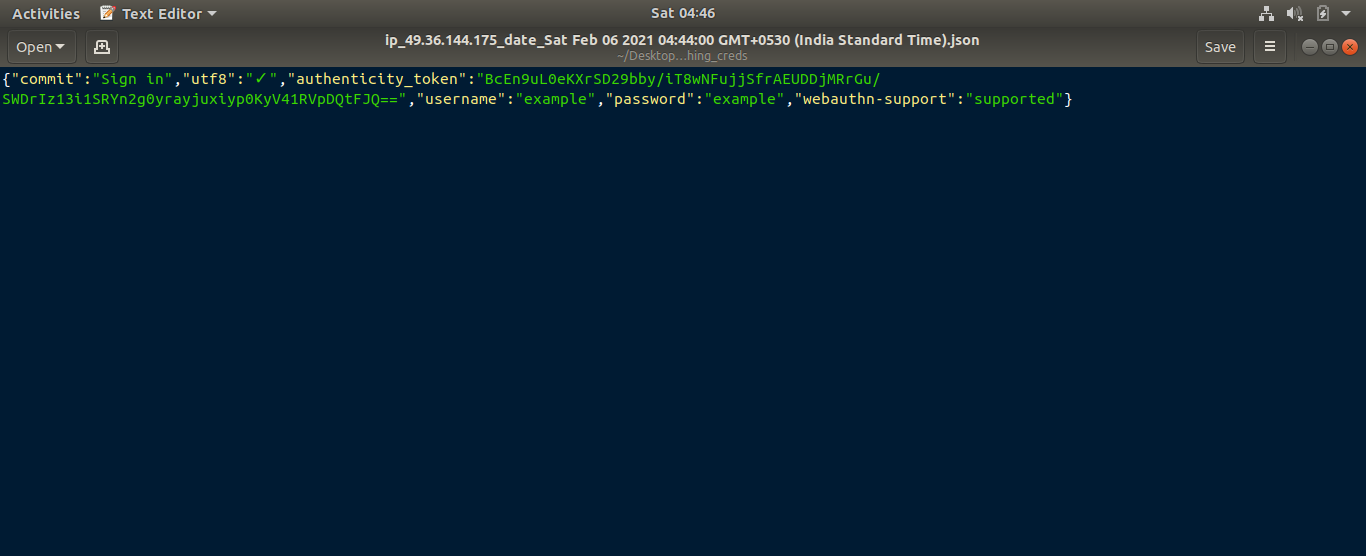 Activities Text Editor Sat 04:46
Open ip_49.36.144.175_date_Sat Feb 06 2021 04:44:00 GMT+0530 (India Standard Time).json Save
~/Desktop…hing_creds
{"commit":"Sign in","utf8":"✓","authenticity_token":"BcEn9uL0eKXrSD29bby/iT8wNFujjSfrAEUDDjMRrGu/
SWDrIz13i1SRYn2g0yrayjuxiyp0KyV41RVpDQtFJQ==","username":"example","password":"example","webauthn-support":"supported"}